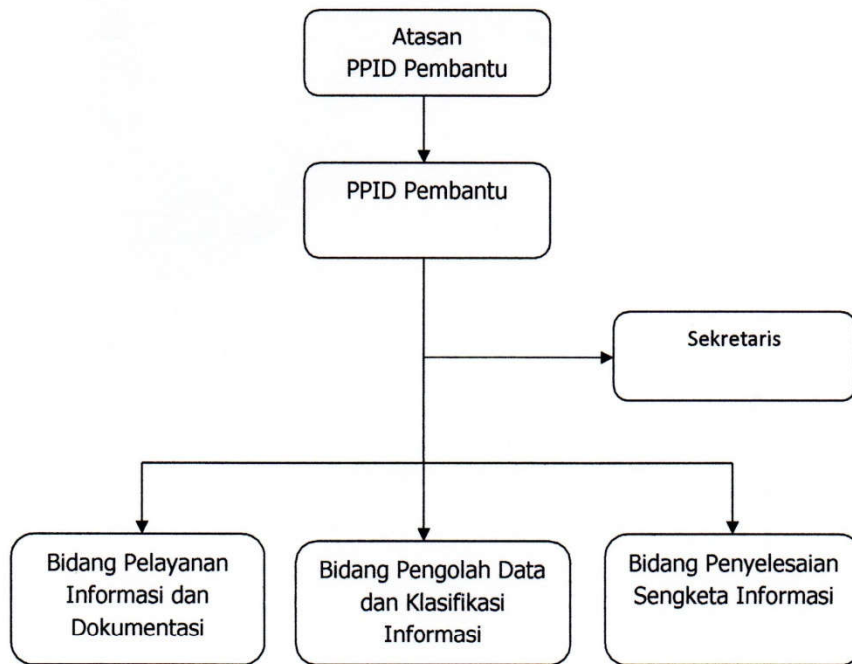 Atasan
PPID Pembantu
PPID Pembantu
Sekretaris
Bidang Pelayanan
Informasi dan
Dokumentasi
Bidang Pengolah Data
dan Klasifikasi
Informasi
Bidang Penyelesaian
Sengketa Informasi